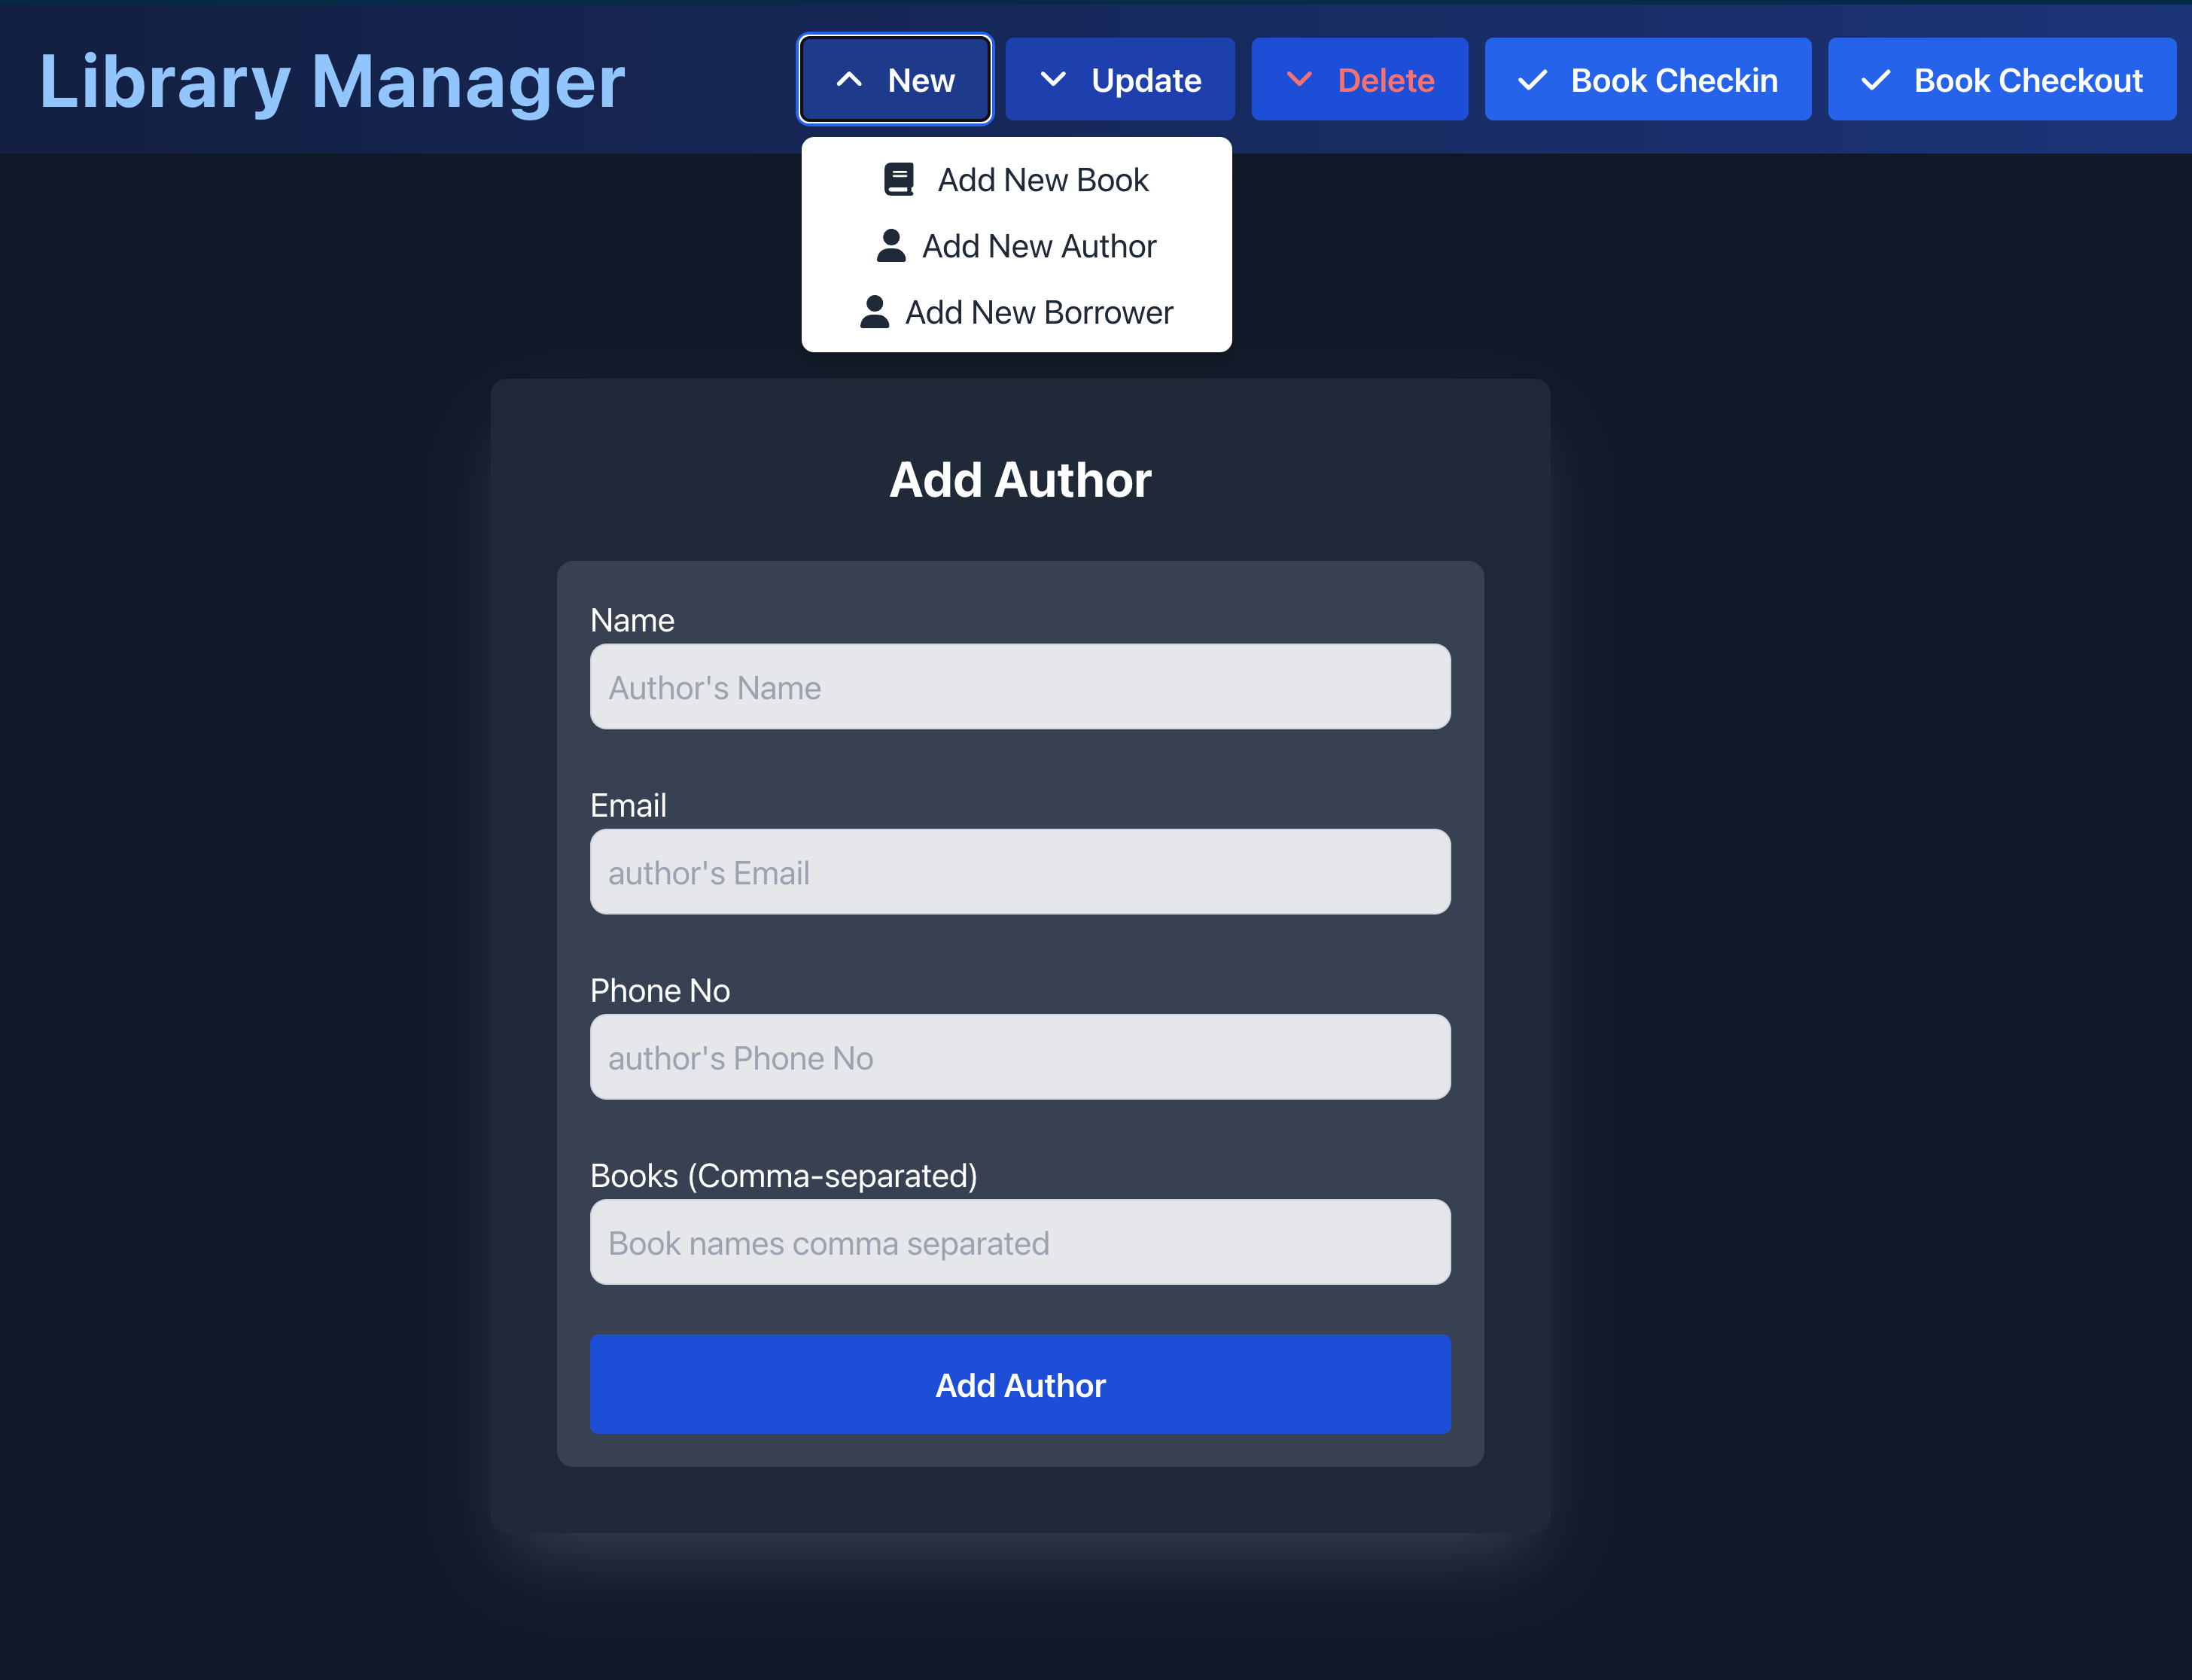 Library Manager
New
Update
Delete
Book Checkin
Book Checkout
Add New Book
Add New Author
Add New Borrower
Add Author
Name
Author's Name
Email
author's Email
Phone No
author's Phone No
Books (Comma-separated)
Book names comma separated
Add Author